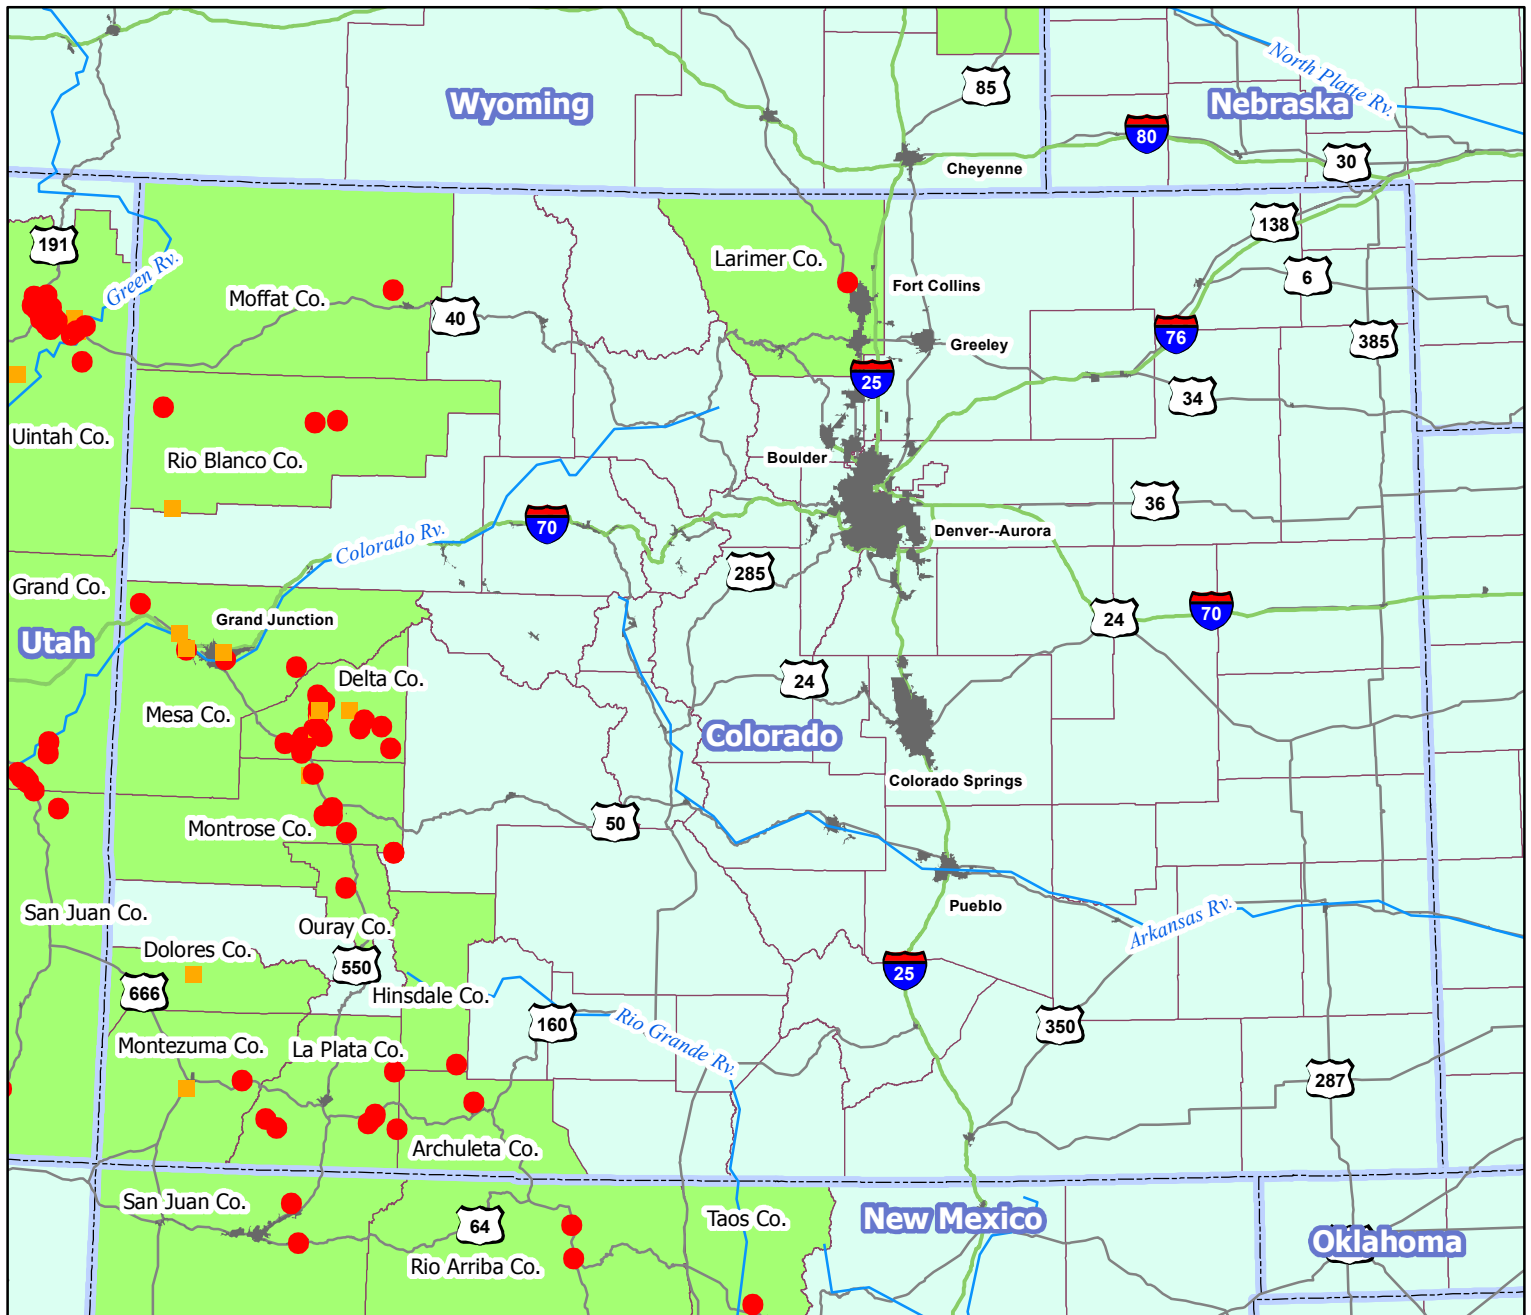 North Platte Rv.
85
Wyoming
Nebraska
80
30
Cheyenne
191
138
Green Rv.
Larimer Co.
6
Fort Collins
Moffat Co.
40
76
385
Greeley
25
34
Uintah Co.
Rio Blanco Co.
Boulder
36
70
Colorado Rv.
Denver--Aurora
285
Grand Co.
24
70
Grand Junction
Utah
Delta Co.
24
Mesa Co.
Colorado
Colorado Springs
50
Montrose Co.
San Juan Co.
Pueblo
Ouray Co.
Arkansas Rv.
Dolores Co.
550
25
666
Hinsdale Co.
160
350
Rio Grande Rv.
Montezuma Co.
La Plata Co.
287
Archuleta Co.
San Juan Co.
64
Taos Co.
New Mexico
Oklahoma
Rio Arriba Co.